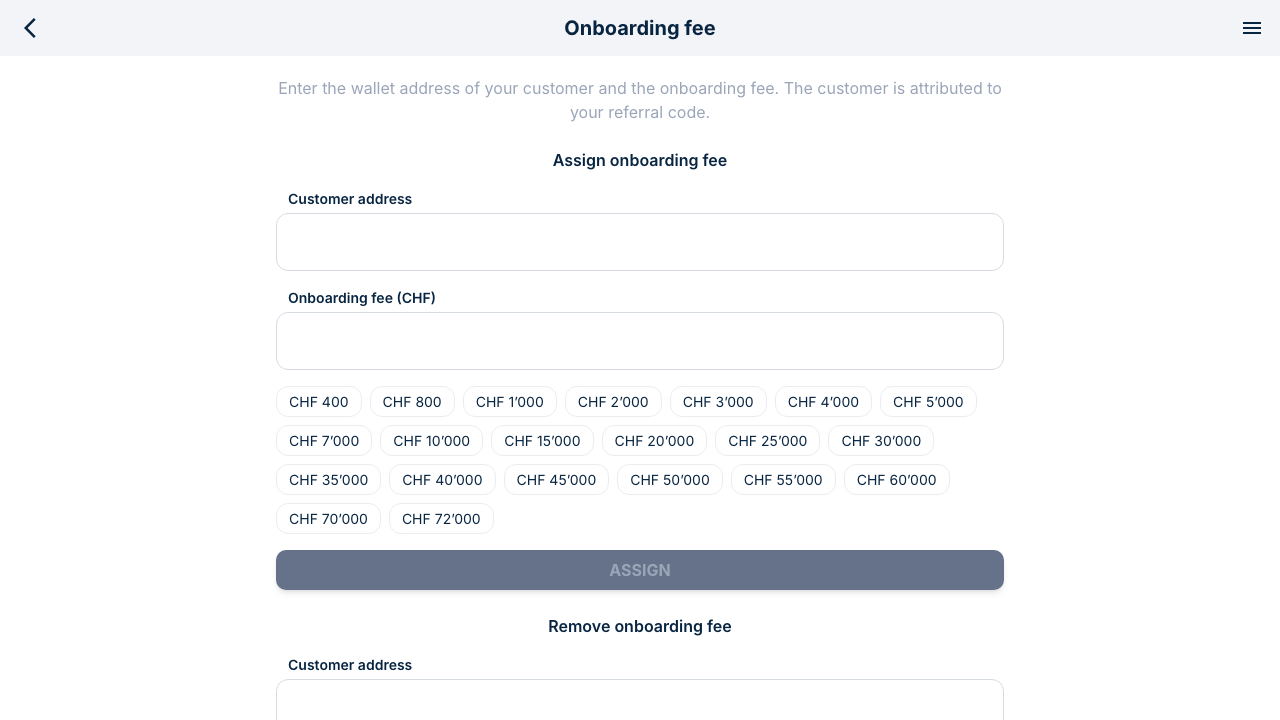 Onboarding fee
Enter the wallet address of your customer and the onboarding fee. The customer is attributed to
your referral code.
Assign onboarding fee
Customer address
Onboarding fee (CHF)
CHF 400 CHF 800 CHF 1’000 CHF 2’000 CHF 3’000 CHF 4’000 CHF 5’000
CHF 7’000 CHF 10’000 CHF 15’000 CHF 20’000 CHF 25’000 CHF 30’000
CHF 35’000 CHF 40’000 CHF 45’000 CHF 50’000 CHF 55’000 CHF 60’000
CHF 70’000 CHF 72’000
ASSIGN
Remove onboarding fee
Customer address